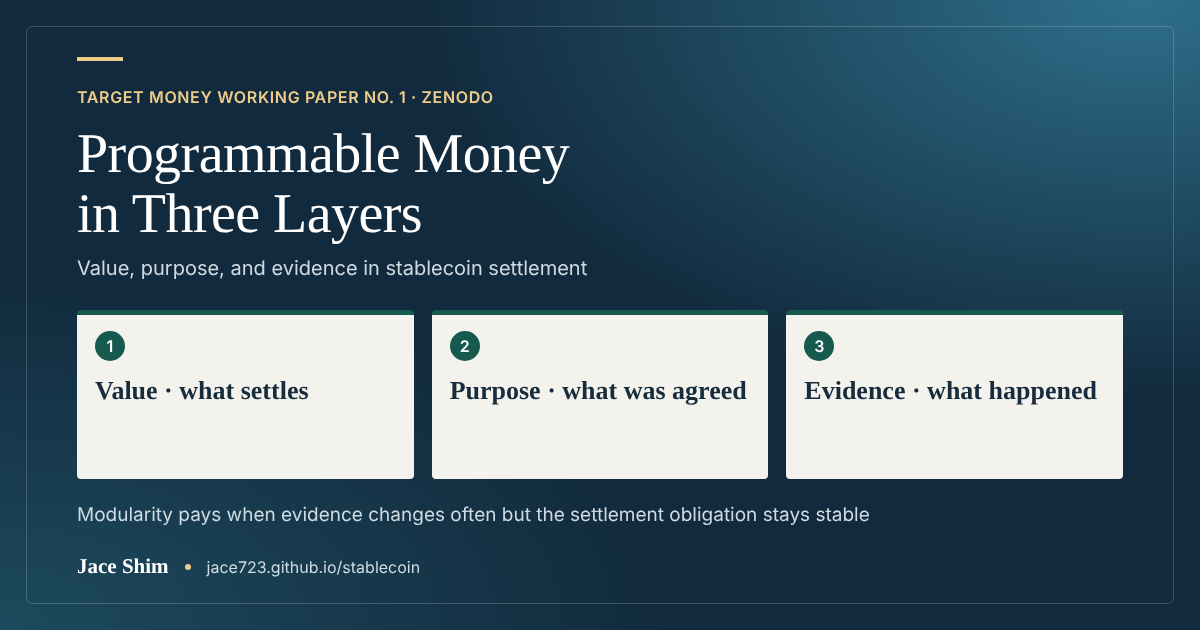 TARGET MONEY WORKING PAPER NO. 1 · ZENODO
Programmable Money
in Three Layers
Value, purpose, and evidence in stablecoin settlement
1
Value · what settles
2
Purpose · what was agreed
3
Evidence · what happened
Modularity pays when evidence changes often but the settlement obligation stays stable
Jace Shim • jace723.github.io/stablecoin